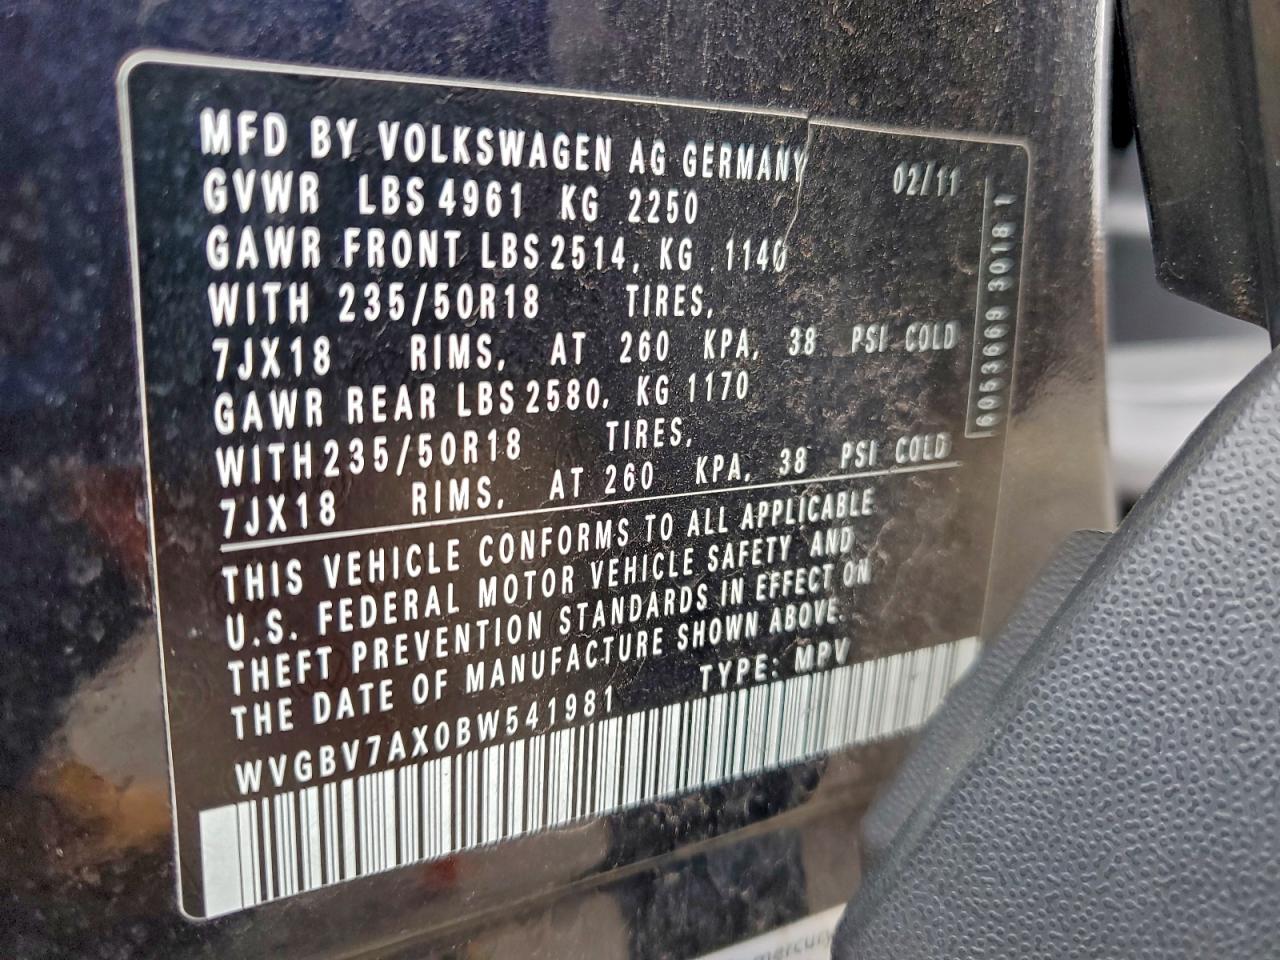 MFD BY VOLKSWAGEN AG GERMANY 02/11
GVWR LBS 4961 KG 2250
GAWR FRONT LBS 2514, KG 1140
WITH 235/50R18 TIRES,
7JX18 RIMS, AT 260 KPA, 38 PSI COLD
GAWR REAR LBS 2580, KG 1170
WITH 235/50R18 TIRES,
7JX18 RIMS, AT 260 KPA, 38 PSI COLD
THIS VEHICLE CONFORMS TO ALL APPLICABLE
U.S. FEDERAL MOTOR VEHICLE SAFETY AND
THEFT PREVENTION STANDARDS IN EFFECT ON
THE DATE OF MANUFACTURE SHOWN ABOVE.
WVGBV7AX0BW541981 TYPE: MPV
6053669 3018 1
mercury